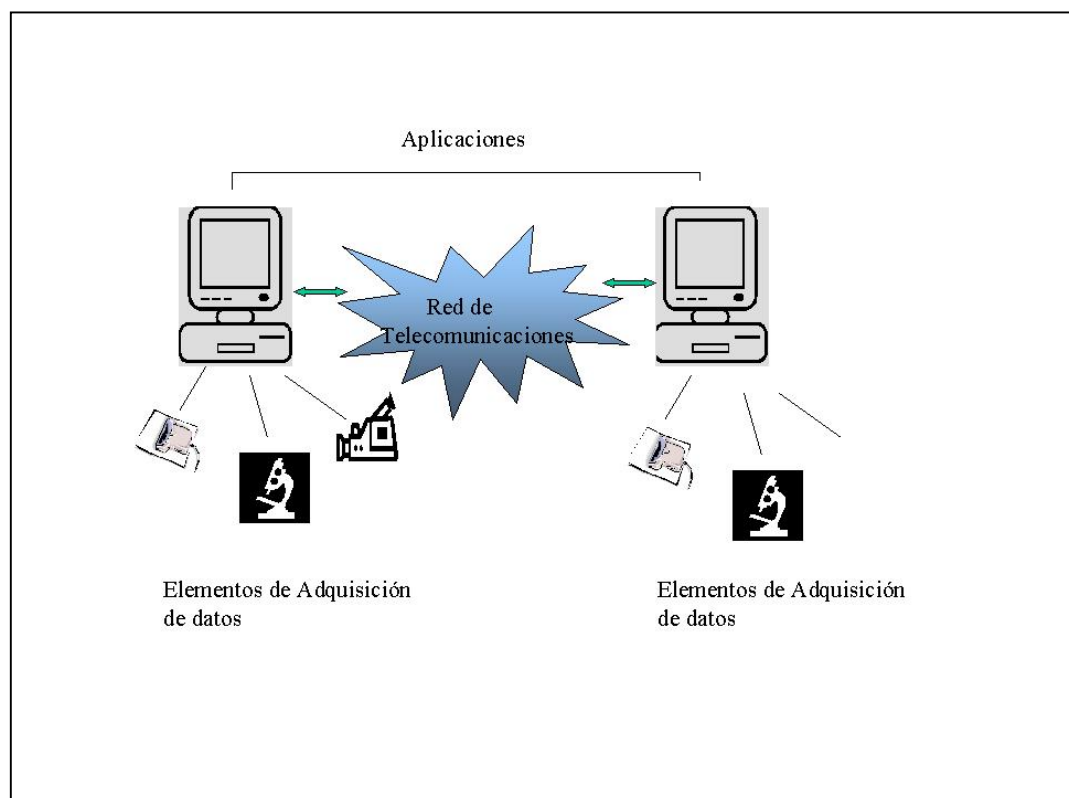 Aplicaciones
Red de
Telecomunicaciones
Elementos de Adquisición
de datos
Elementos de Adquisición
de datos